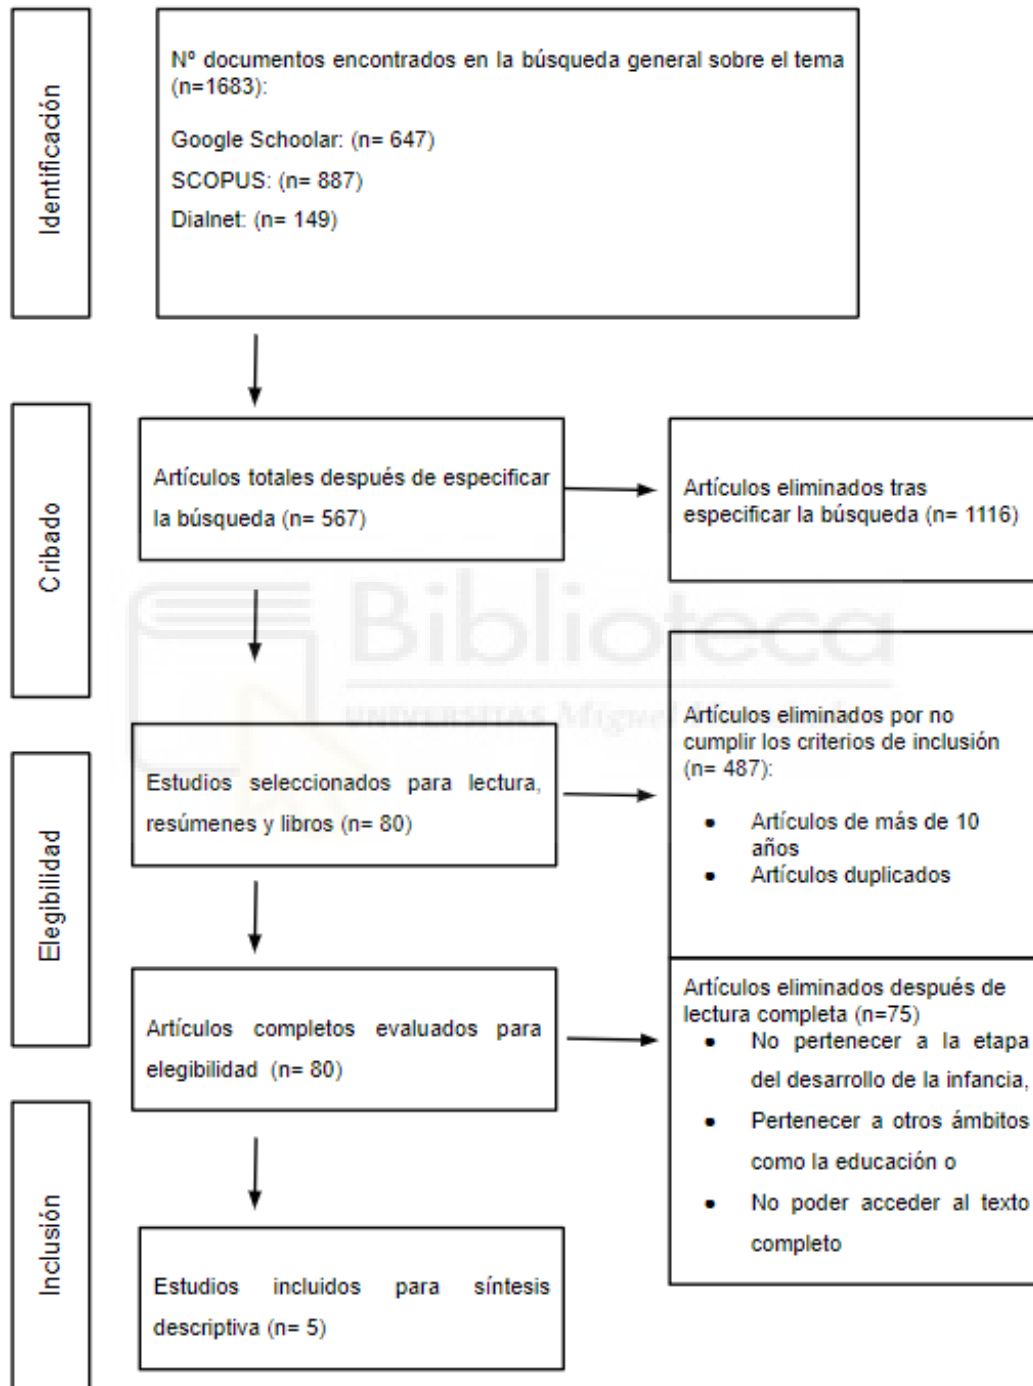 Identificación
Nº documentos encontrados en la búsqueda general sobre el tema
(n=1683):
Google Schoolar: (n= 647)
SCOPUS: (n= 887)
Dialnet: (n= 149)
Cribado
Artículos totales después de especificar
la búsqueda (n= 567)
Artículos eliminados tras
especificar la búsqueda (n= 1116)
Biblioteca
UNIVERSITAS Miguel
Elegibilidad
Estudios seleccionados para lectura,
resúmenes y libros (n= 80)
Artículos eliminados por no
cumplir los criterios de inclusión
(n= 487):
● Artículos de más de 10
años
● Artículos duplicados
Artículos completos evaluados para
elegibilidad (n= 80)
Artículos eliminados después de
lectura completa (n=75)
● No pertenecer a la etapa
del desarrollo de la infancia,
● Pertenecer a otros ámbitos
como la educación o
● No poder acceder al texto
completo
Inclusión
Estudios incluidos para síntesis
descriptiva (n= 5)